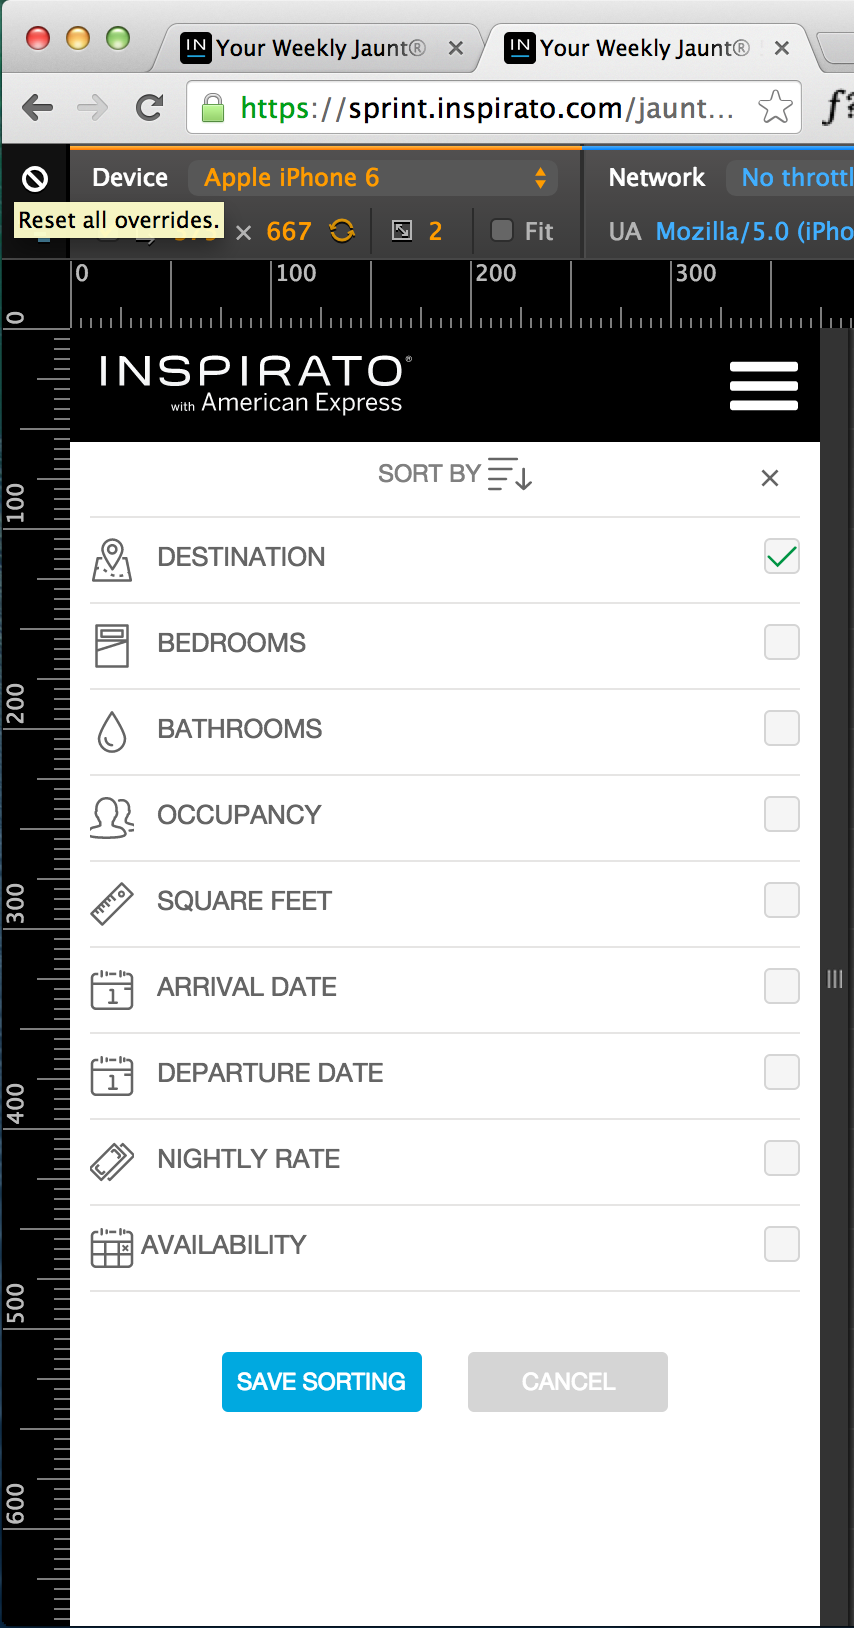 IN Your Weekly Jaunt® × IN Your Weekly Jaunt® ×
https://sprint.inspirato.com/jaunt... f?
Device Apple iPhone 6 Network No throttl
Reset all overrides. × 667 2 Fit UA Mozilla/5.0 (iPho
0 100 200 300
0
INSPIRATO®
with American Express
SORT BY ×
100
DESTINATION
BEDROOMS
200
BATHROOMS
OCCUPANCY
300
SQUARE FEET
1 ARRIVAL DATE
1 DEPARTURE DATE
400
NIGHTLY RATE
AVAILABILITY
500
SAVE SORTING CANCEL
600